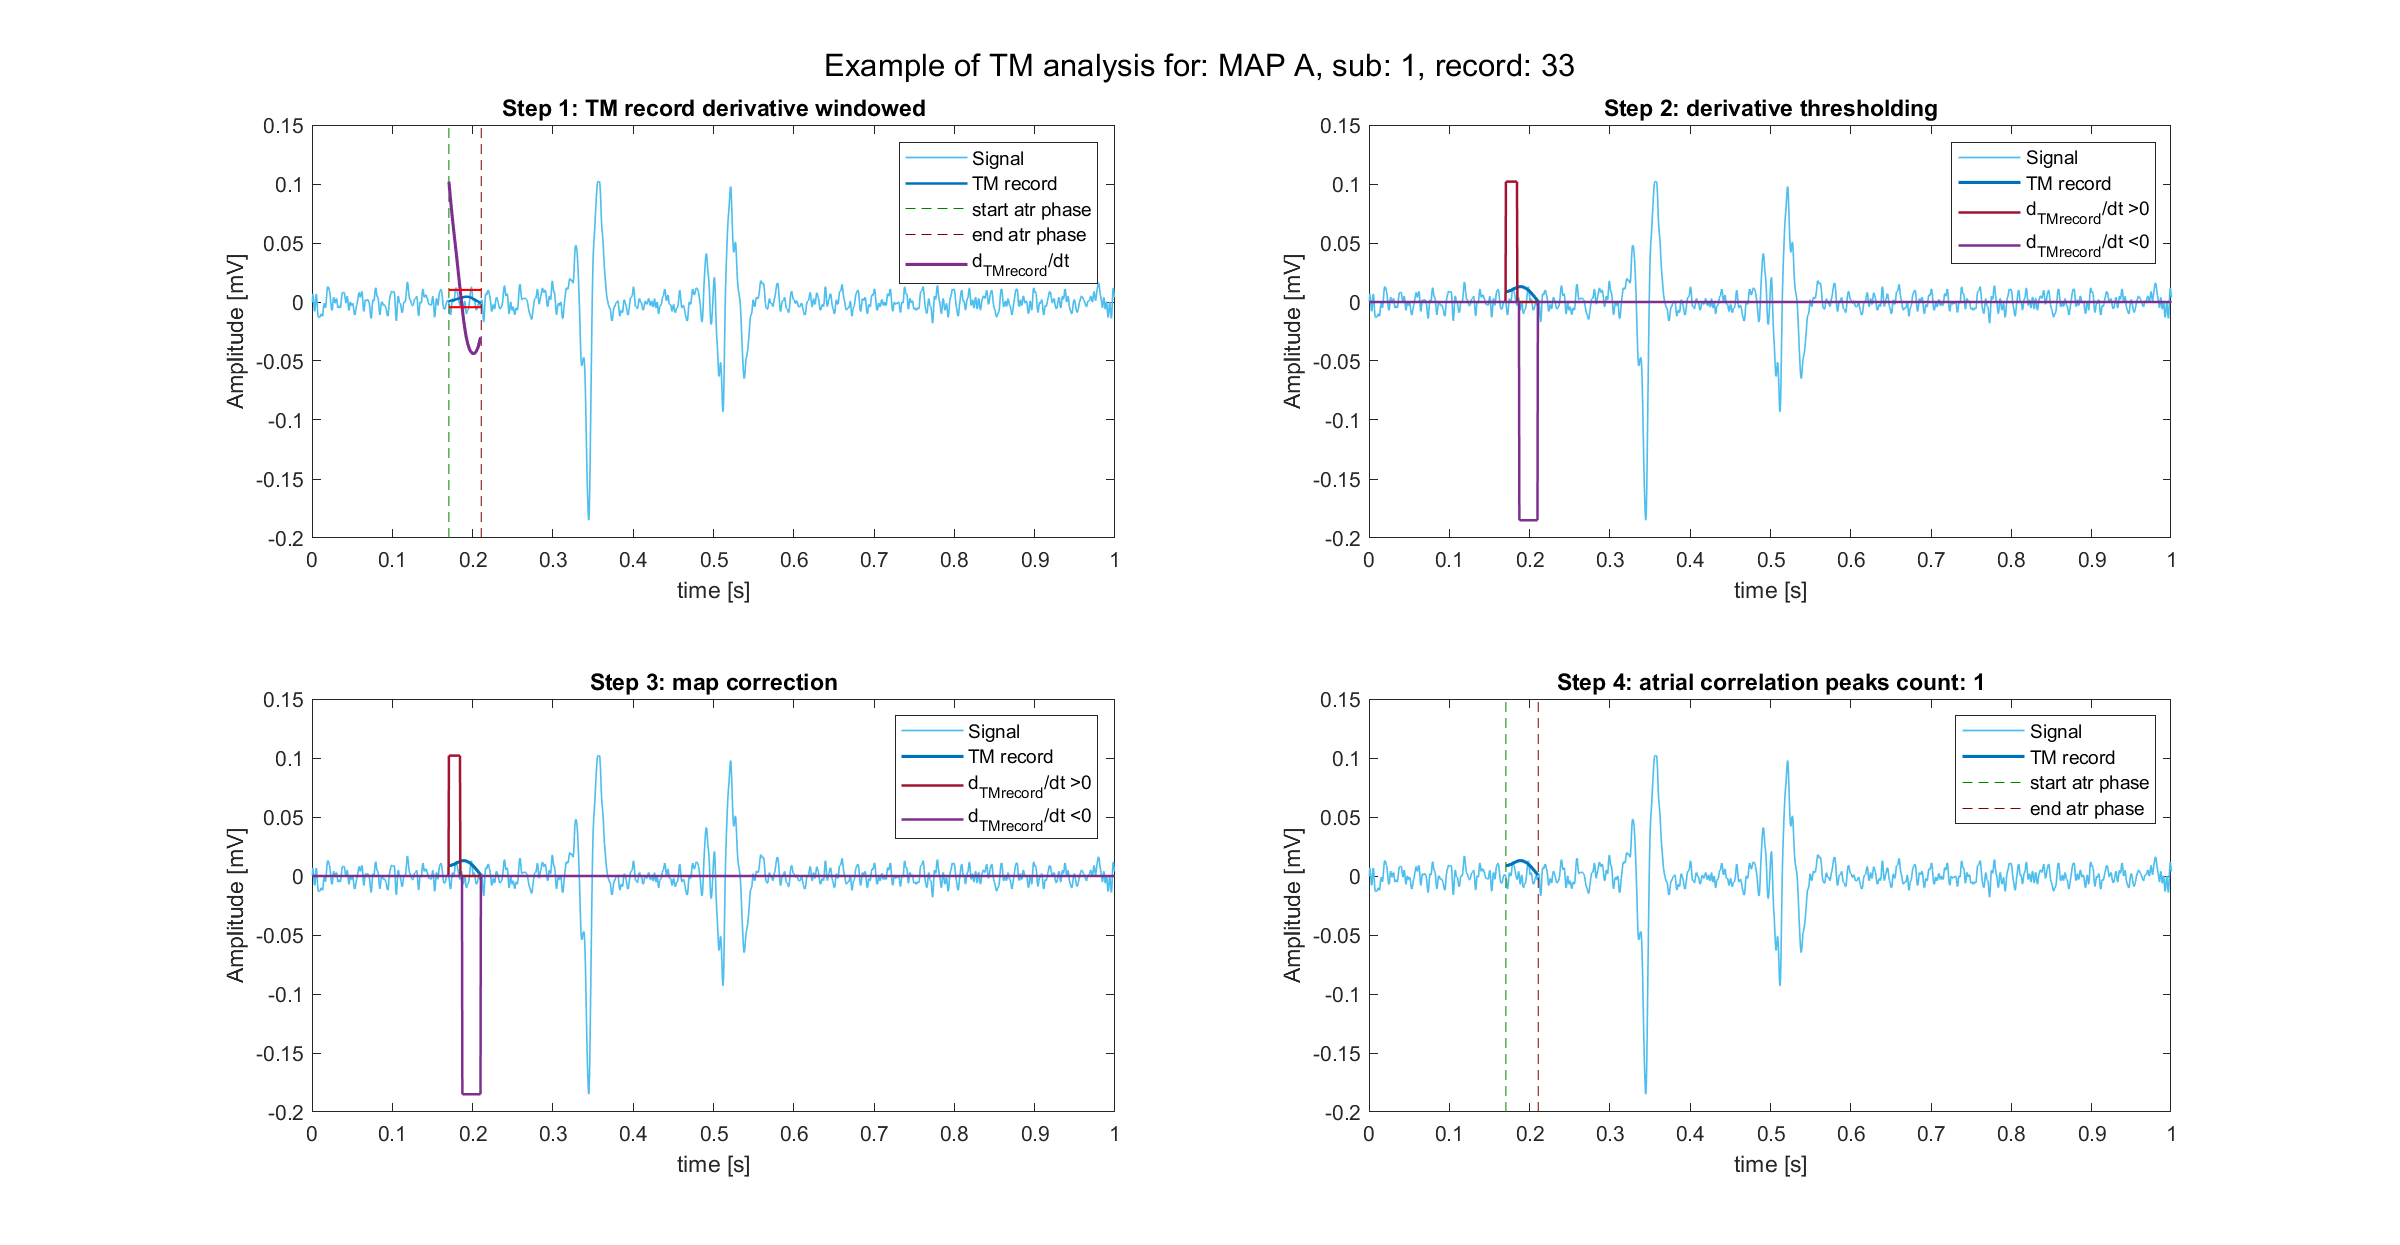 Example of TM analysis for: MAP A, sub: 1, record: 33
Step 1: TM record derivative windowed
0.15
0.1
0.05
0
-0.05
-0.1
-0.15
-0.2
Amplitude [mV]
0 0.1 0.2 0.3 0.4 0.5 0.6 0.7 0.8 0.9 1
time [s]
Signal
TM record
start atr phase
end atr phase
dTMrecord/dt
Step 2: derivative thresholding
0.15
0.1
0.05
0
-0.05
-0.1
-0.15
-0.2
Amplitude [mV]
0 0.1 0.2 0.3 0.4 0.5 0.6 0.7 0.8 0.9 1
time [s]
Signal
TM record
dTMrecord/dt >0
dTMrecord/dt <0
Step 3: map correction
0.15
0.1
0.05
0
-0.05
-0.1
-0.15
-0.2
Amplitude [mV]
0 0.1 0.2 0.3 0.4 0.5 0.6 0.7 0.8 0.9 1
time [s]
Signal
TM record
dTMrecord/dt >0
dTMrecord/dt <0
Step 4: atrial correlation peaks count: 1
0.15
0.1
0.05
0
-0.05
-0.1
-0.15
-0.2
Amplitude [mV]
0 0.1 0.2 0.3 0.4 0.5 0.6 0.7 0.8 0.9 1
time [s]
Signal
TM record
start atr phase
end atr phase